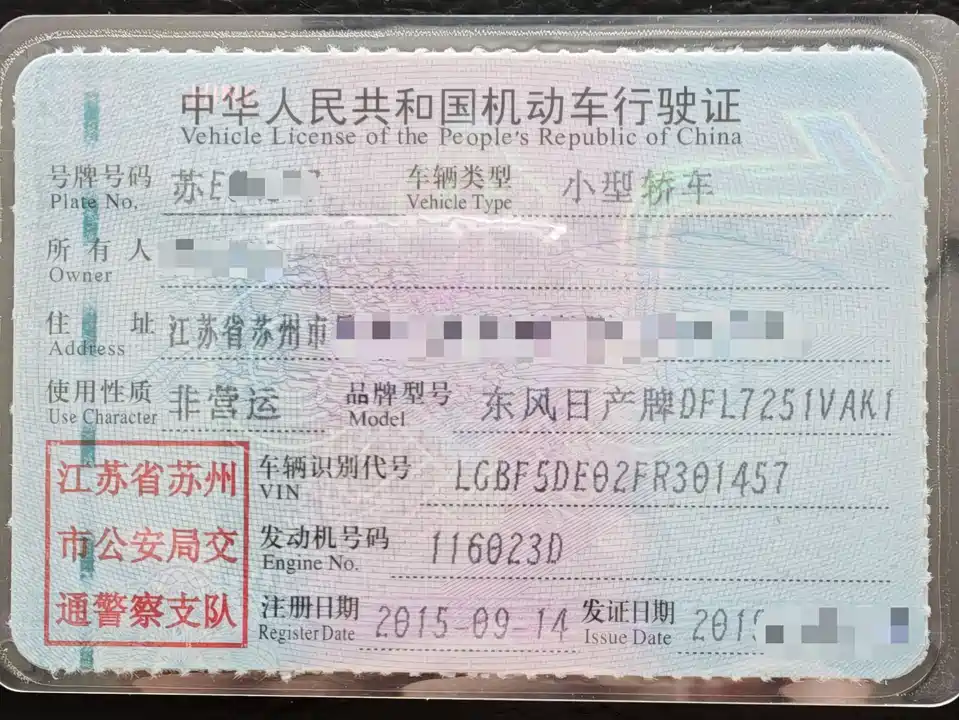 中华人民共和国机动车行驶证
Vehicle License of the People's Republic of China
号牌号码 苏E 车辆类型 小型轿车
Plate No. Vehicle Type
所有人
Owner
住址 江苏省苏州市
Address
使用性质 非营运 品牌型号 东风日产牌DFL7251VAK1
Use Character Model
车辆识别代号 LGBF5DE02FR301457
VIN
发动机号码 116023D
Engine No.
注册日期 2015-09-14 发证日期 201
Register Date Issue Date
江苏省苏州
市公安局交
通警察支队